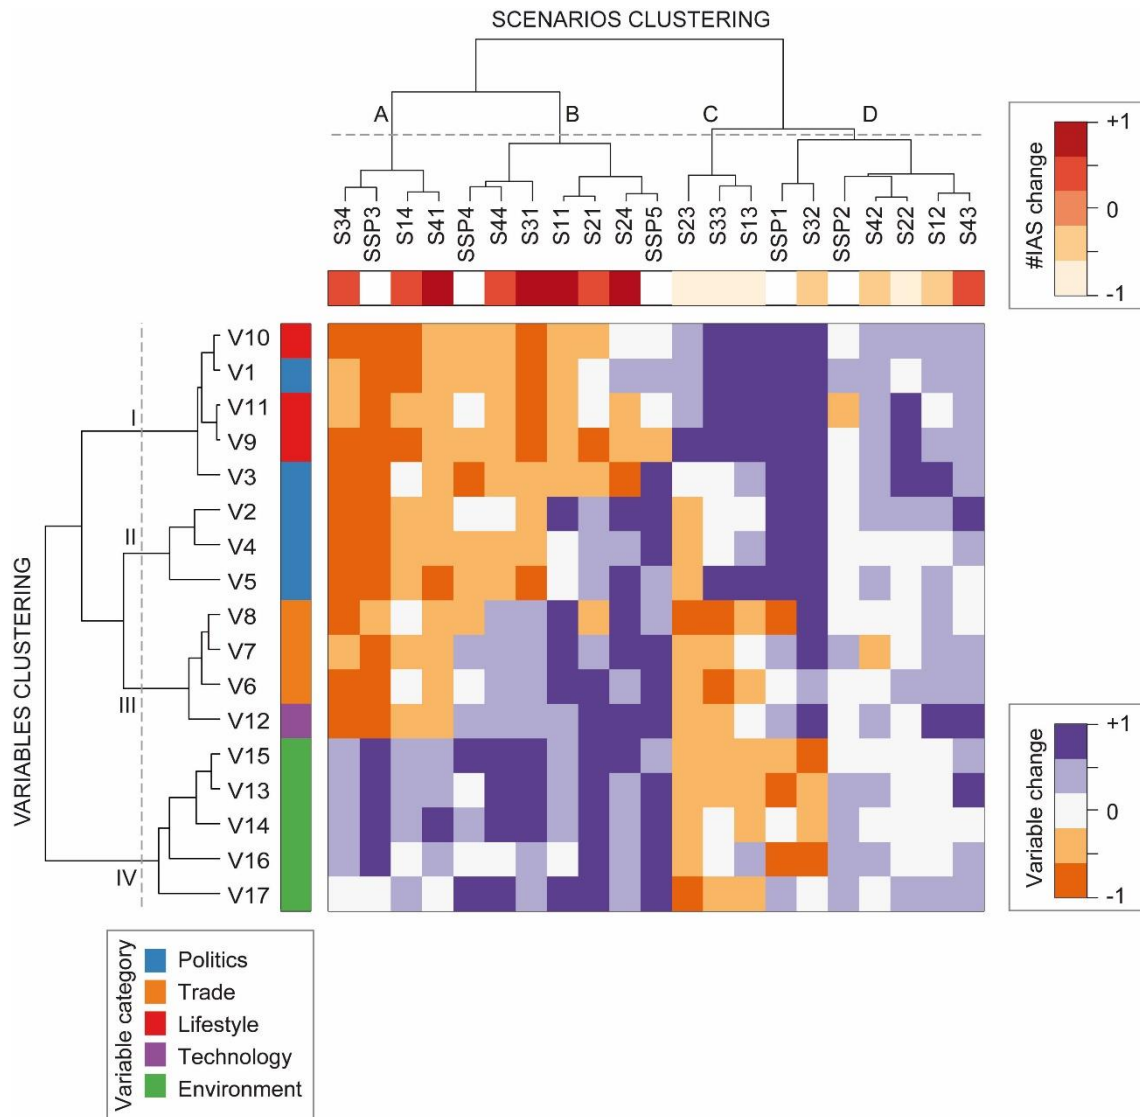 SCENARIOS CLUSTERING
A B C D
S34 SSP3 S14 S41 SSP4 S44 S31 S11 S21 S24 SSP5 S23 S33 S13 SSP1 S32 SSP2 S42 S22 S12 S43
#IAS change
+1
0
-1
VARIABLES CLUSTERING
I
II
III
IV
V10
V1
V11
V9
V3
V2
V4
V5
V8
V7
V6
V12
V15
V13
V14
V16
V17
Variable change
+1
0
-1
Variable category
Politics
Trade
Lifestyle
Technology
Environment